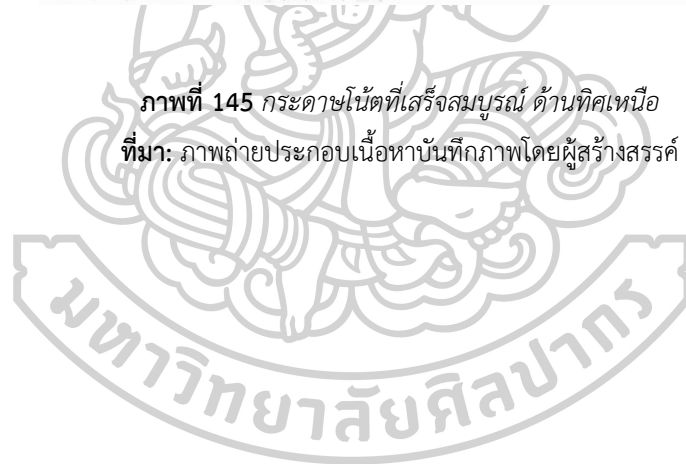 ภาพที่ 145 กระดาษโน้ตที่เสร็จสมบูรณ์ ด้านทิศเหนือ
ที่มา: ภาพถ่ายประกอบเนื้อหาบันทึกภาพโดยผู้สร้างสรรค์
มหาวิทยาลัยศิลปากร